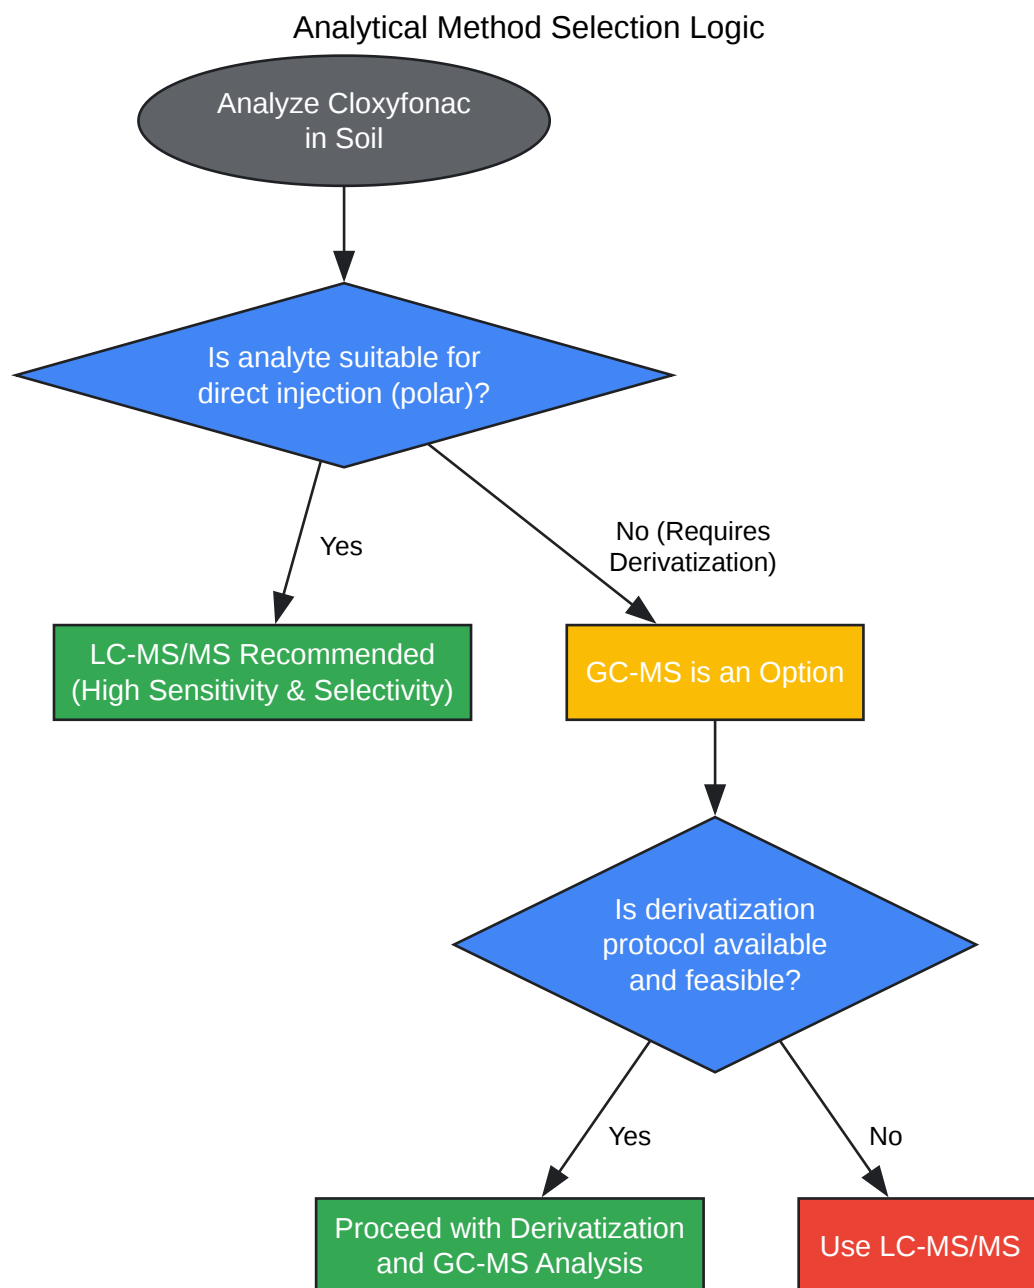 Analytical Method Selection Logic
Analyze Cloxyfonac
in Soil
Is analyte suitable for
direct injection (polar)?
Yes
No (Requires
Derivatization)
LC-MS/MS Recommended
(High Sensitivity & Selectivity)
GC-MS is an Option
Is derivatization
protocol available
and feasible?
Yes
No
Proceed with Derivatization
and GC-MS Analysis
Use LC-MS/MS